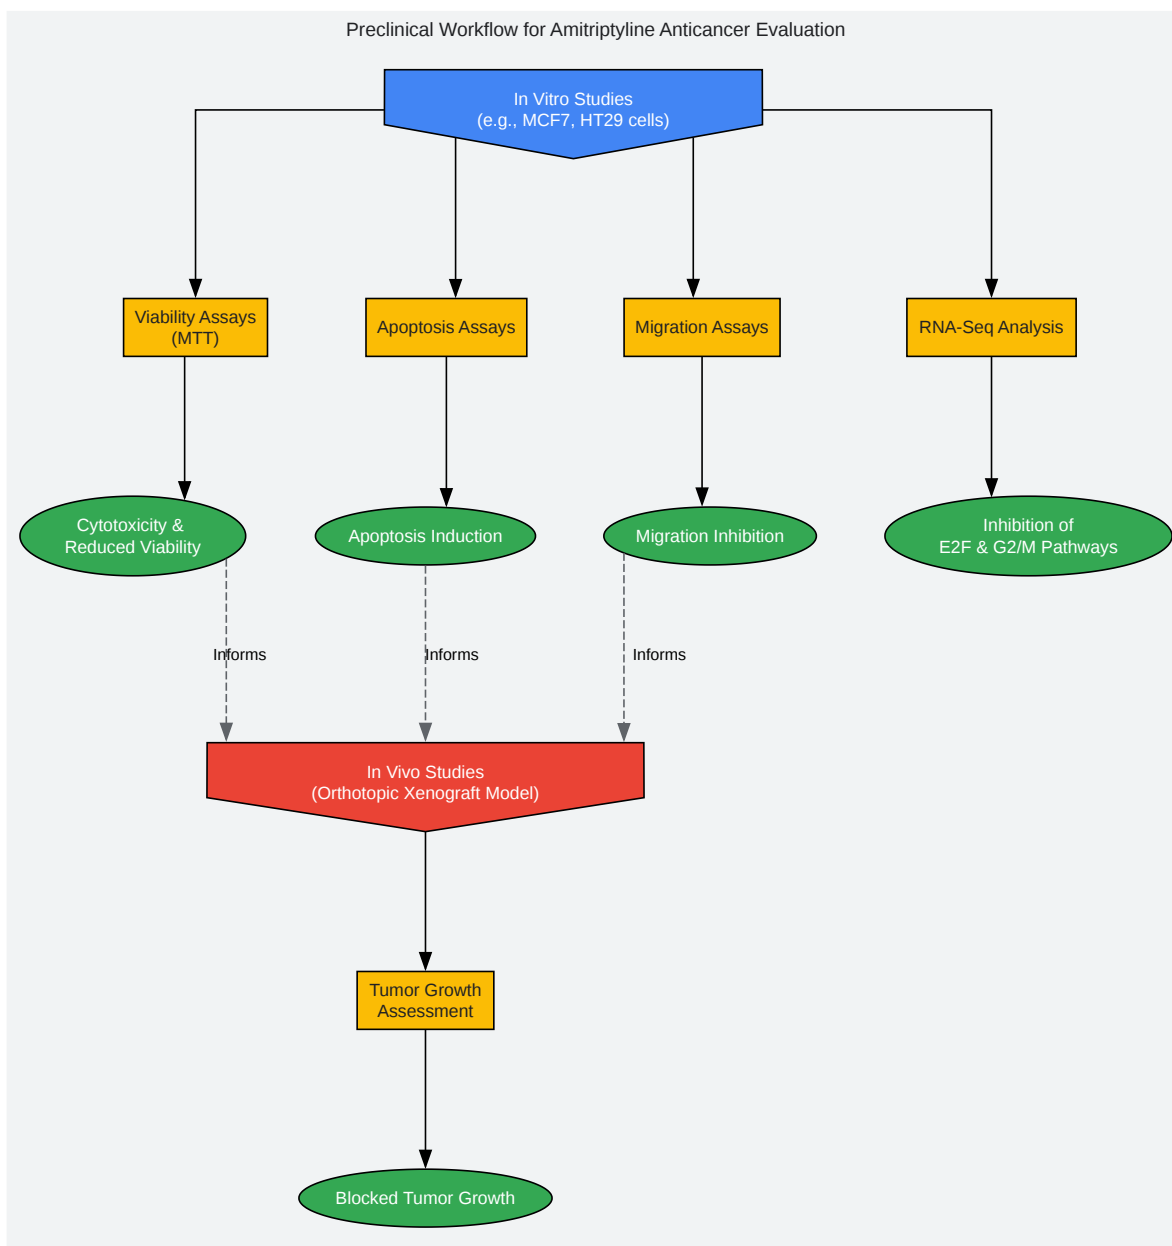 Preclinical Workflow for Amitriptyline Anticancer Evaluation
In Vitro Studies
(e.g., MCF7, HT29 cells)
Viability Assays
(MTT)
Apoptosis Assays
Migration Assays
RNA-Seq Analysis
Cytotoxicity &
Reduced Viability
Apoptosis Induction
Migration Inhibition
Inhibition of
E2F & G2/M Pathways
Informs
Informs
Informs
In Vivo Studies
(Orthotopic Xenograft Model)
Tumor Growth
Assessment
Blocked Tumor Growth